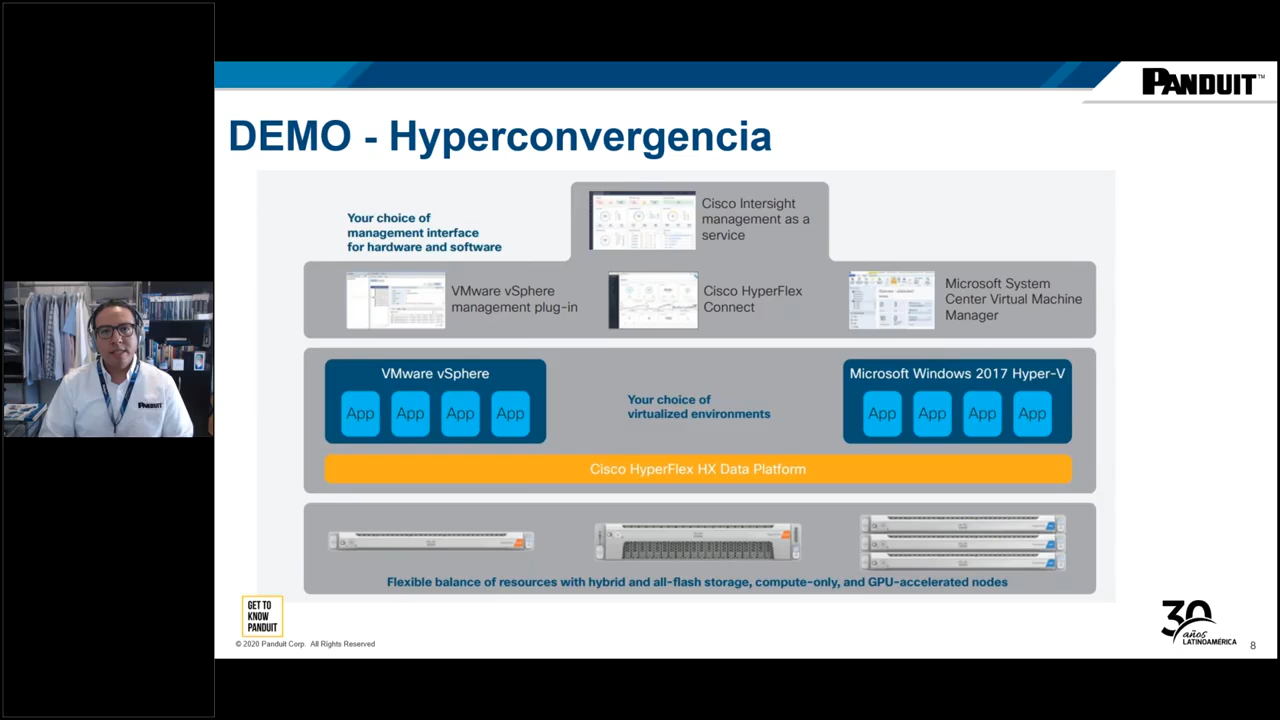 PANDUIT™
DEMO - Hyperconvergencia
Your choice of
management interface
for hardware and software
Cisco Intersight
management as a
service
VMware vSphere
management plug-in
Cisco HyperFlex
Connect
Microsoft System
Center Virtual Machine
Manager
VMware vSphere
App App App App
Your choice of
virtualized environments
Microsoft Windows 2017 Hyper-V
App App App App
Cisco HyperFlex HX Data Platform
Flexible balance of resources with hybrid and all-flash storage, compute-only, and GPU-accelerated nodes
GET TO
KNOW
PANDUIT
© 2020 Panduit Corp. All Rights Reserved
30
años
LATINOAMÉRICA
8
PANDUIT